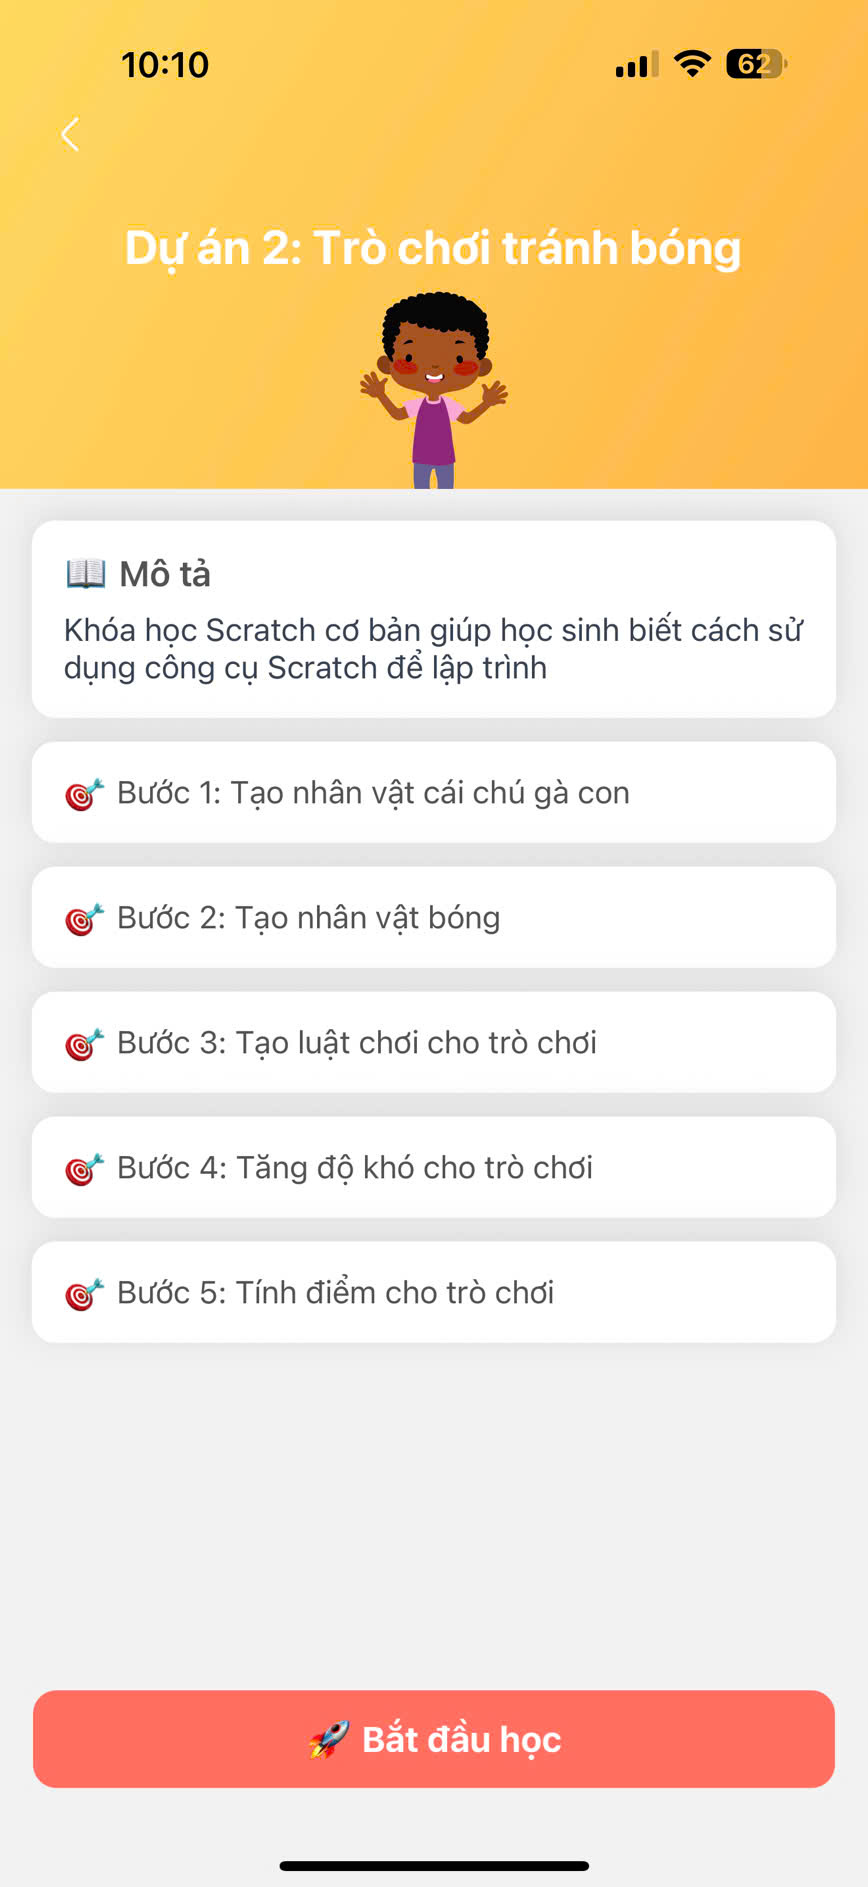 10:10
62
Dự án 2: Trò chơi tránh bóng
Mô tả
Khóa học Scratch cơ bản giúp học sinh biết cách sử
dụng công cụ Scratch để lập trình
Bước 1: Tạo nhân vật cái chú gà con
Bước 2: Tạo nhân vật bóng
Bước 3: Tạo luật chơi cho trò chơi
Bước 4: Tăng độ khó cho trò chơi
Bước 5: Tính điểm cho trò chơi
Bắt đầu học